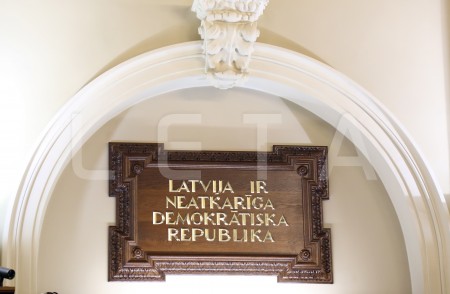 LETA
LATVIJA IR
NEATKARĪGA
DEMOKRĀTISKA
REPUBLIKA